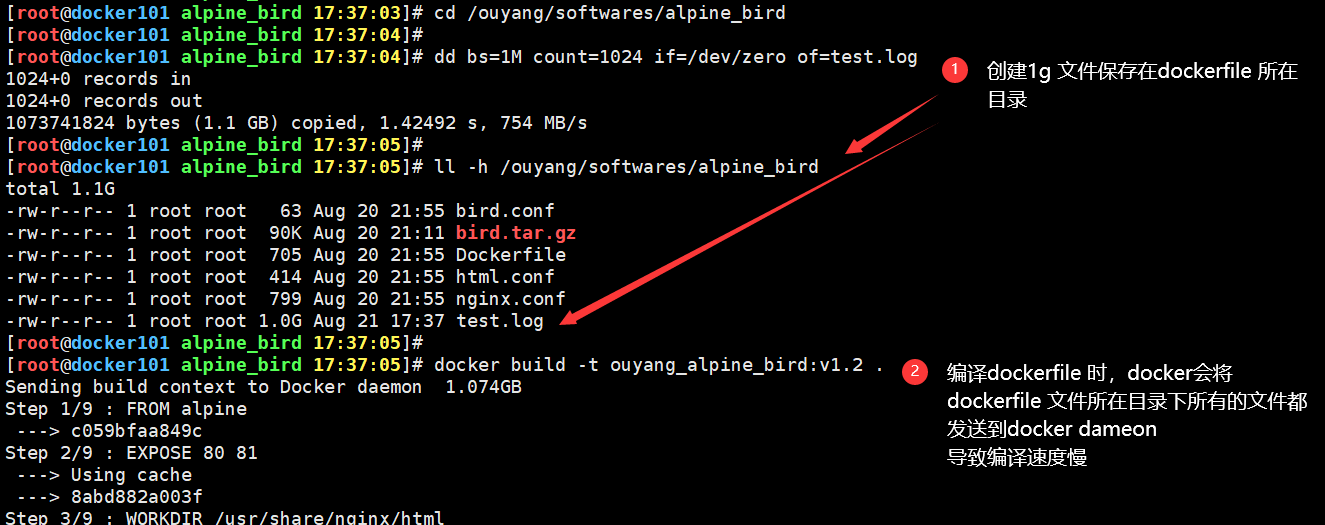 [root@docker101 alpine_bird 17:37:03]# cd /ouyang/softwares/alpine_bird
[root@docker101 alpine_bird 17:37:04]#
[root@docker101 alpine_bird 17:37:04]# dd bs=1M count=1024 if=/dev/zero of=test.log
1024+0 records in
1024+0 records out
1073741824 bytes (1.1 GB) copied, 1.42492 s, 754 MB/s
[root@docker101 alpine_bird 17:37:05]#
[root@docker101 alpine_bird 17:37:05]# ll -h /ouyang/softwares/alpine_bird
total 1.1G
-rw-r--r-- 1 root root   63 Aug 20 21:55 bird.conf
-rw-r--r-- 1 root root  90K Aug 20 21:11 bird.tar.gz
-rw-r--r-- 1 root root  705 Aug 20 21:55 Dockerfile
-rw-r--r-- 1 root root  414 Aug 20 21:55 html.conf
-rw-r--r-- 1 root root  799 Aug 20 21:55 nginx.conf
-rw-r--r-- 1 root root 1.0G Aug 21 17:37 test.log
[root@docker101 alpine_bird 17:37:05]#
[root@docker101 alpine_bird 17:37:05]# docker build -t ouyang_alpine_bird:v1.2 .
Sending build context to Docker daemon  1.074GB
Step 1/9 : FROM alpine
 ---> c059bfaa849c
Step 2/9 : EXPOSE 80 81
 ---> Using cache
 ---> 8abd882a003f
Step 3/9 : WORKDIR /usr/share/nginx/html
1 创建1g 文件保存在dockerfile 所在
目录
2 编译dockerfile 时，docker会将
dockerfile 文件所在目录下所有的文件都
发送到docker dameon
导致编译速度慢